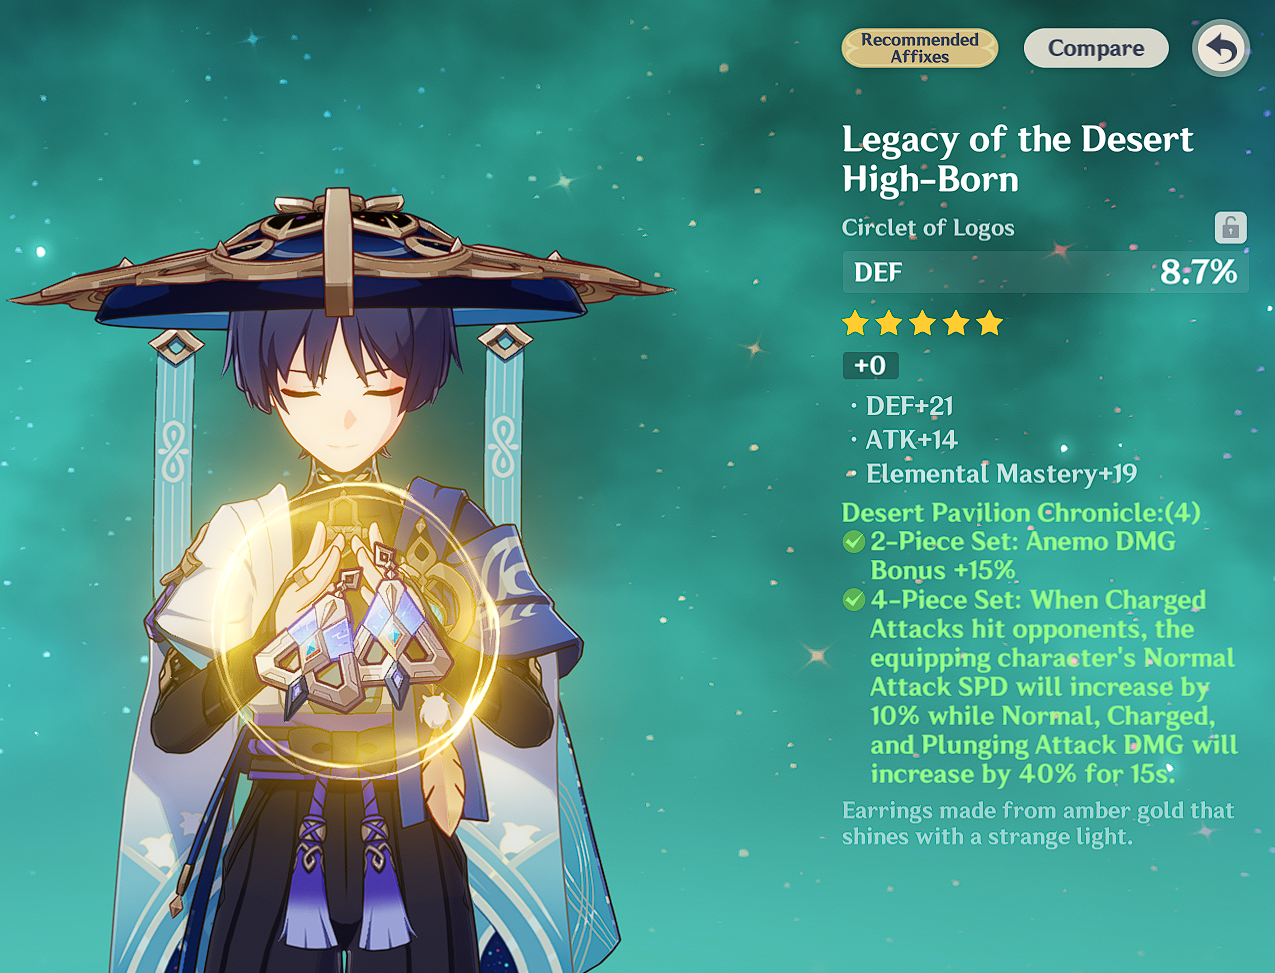 Recommended
Affixes
Compare
Legacy of the Desert
High-Born
Circlet of Logos
DEF 8.7%
+0
· DEF+21
· ATK+14
· Elemental Mastery+19
Desert Pavilion Chronicle:(4)
2-Piece Set: Anemo DMG
Bonus +15%
4-Piece Set: When Charged
Attacks hit opponents, the
equipping character's Normal
Attack SPD will increase by
10% while Normal, Charged,
and Plunging Attack DMG will
increase by 40% for 15s.
Earrings made from amber gold that
shines with a strange light.